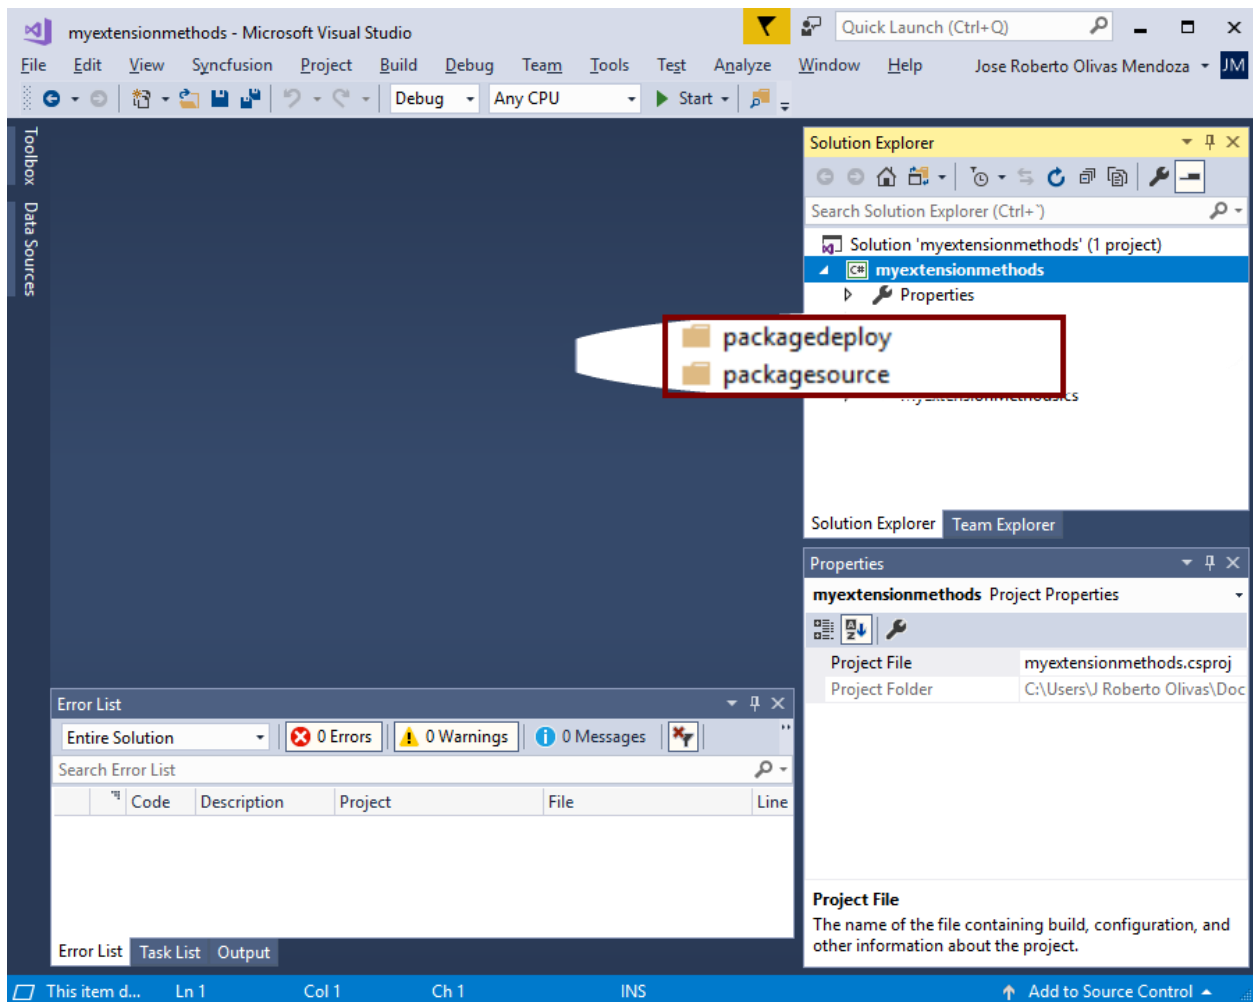 myextensionmethods - Microsoft Visual Studio
Quick Launch (Ctrl+Q)
File Edit View Syncfusion Project Build Debug Team Tools Test Analyze Window Help Jose Roberto Olivas Mendoza JM
Debug Any CPU Start
Toolbox
Data Sources
Solution Explorer
Search Solution Explorer (Ctrl+¨)
Solution 'myextensionmethods' (1 project)
C# myextensionmethods
Properties
packagedeploy
packagesource
Solution Explorer Team Explorer
Properties
myextensionmethods Project Properties
Project File myextensionmethods.csproj
Project Folder C:\Users\J Roberto Olivas\Doc
Project File
The name of the file containing build, configuration, and
other information about the project.
Error List
Entire Solution 0 Errors 0 Warnings 0 Messages
Search Error List
Code Description Project File Line
Error List Task List Output
This item d... Ln 1 Col 1 Ch 1 INS Add to Source Control